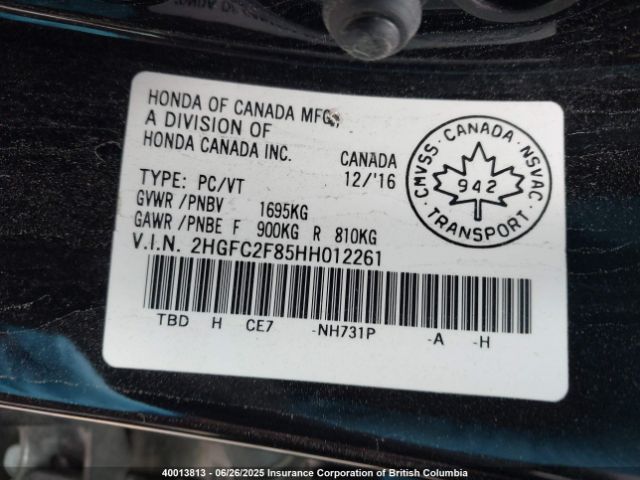 HONDA OF CANADA MFG.,
A DIVISION OF
HONDA CANADA INC.
CANADA
12/'16
TYPE: PC/VT
GVWR /PNBV 1695KG
GAWR /PNBE F 900KG R 810KG
V.I.N. 2HGFC2F85HH012261
TBD H CE7 -NH731P -A -H
CMVSS · CANADA · NSVAC
942
TRANSPORT
40013813 - 06/26/2025 Insurance Corporation of British Columbia